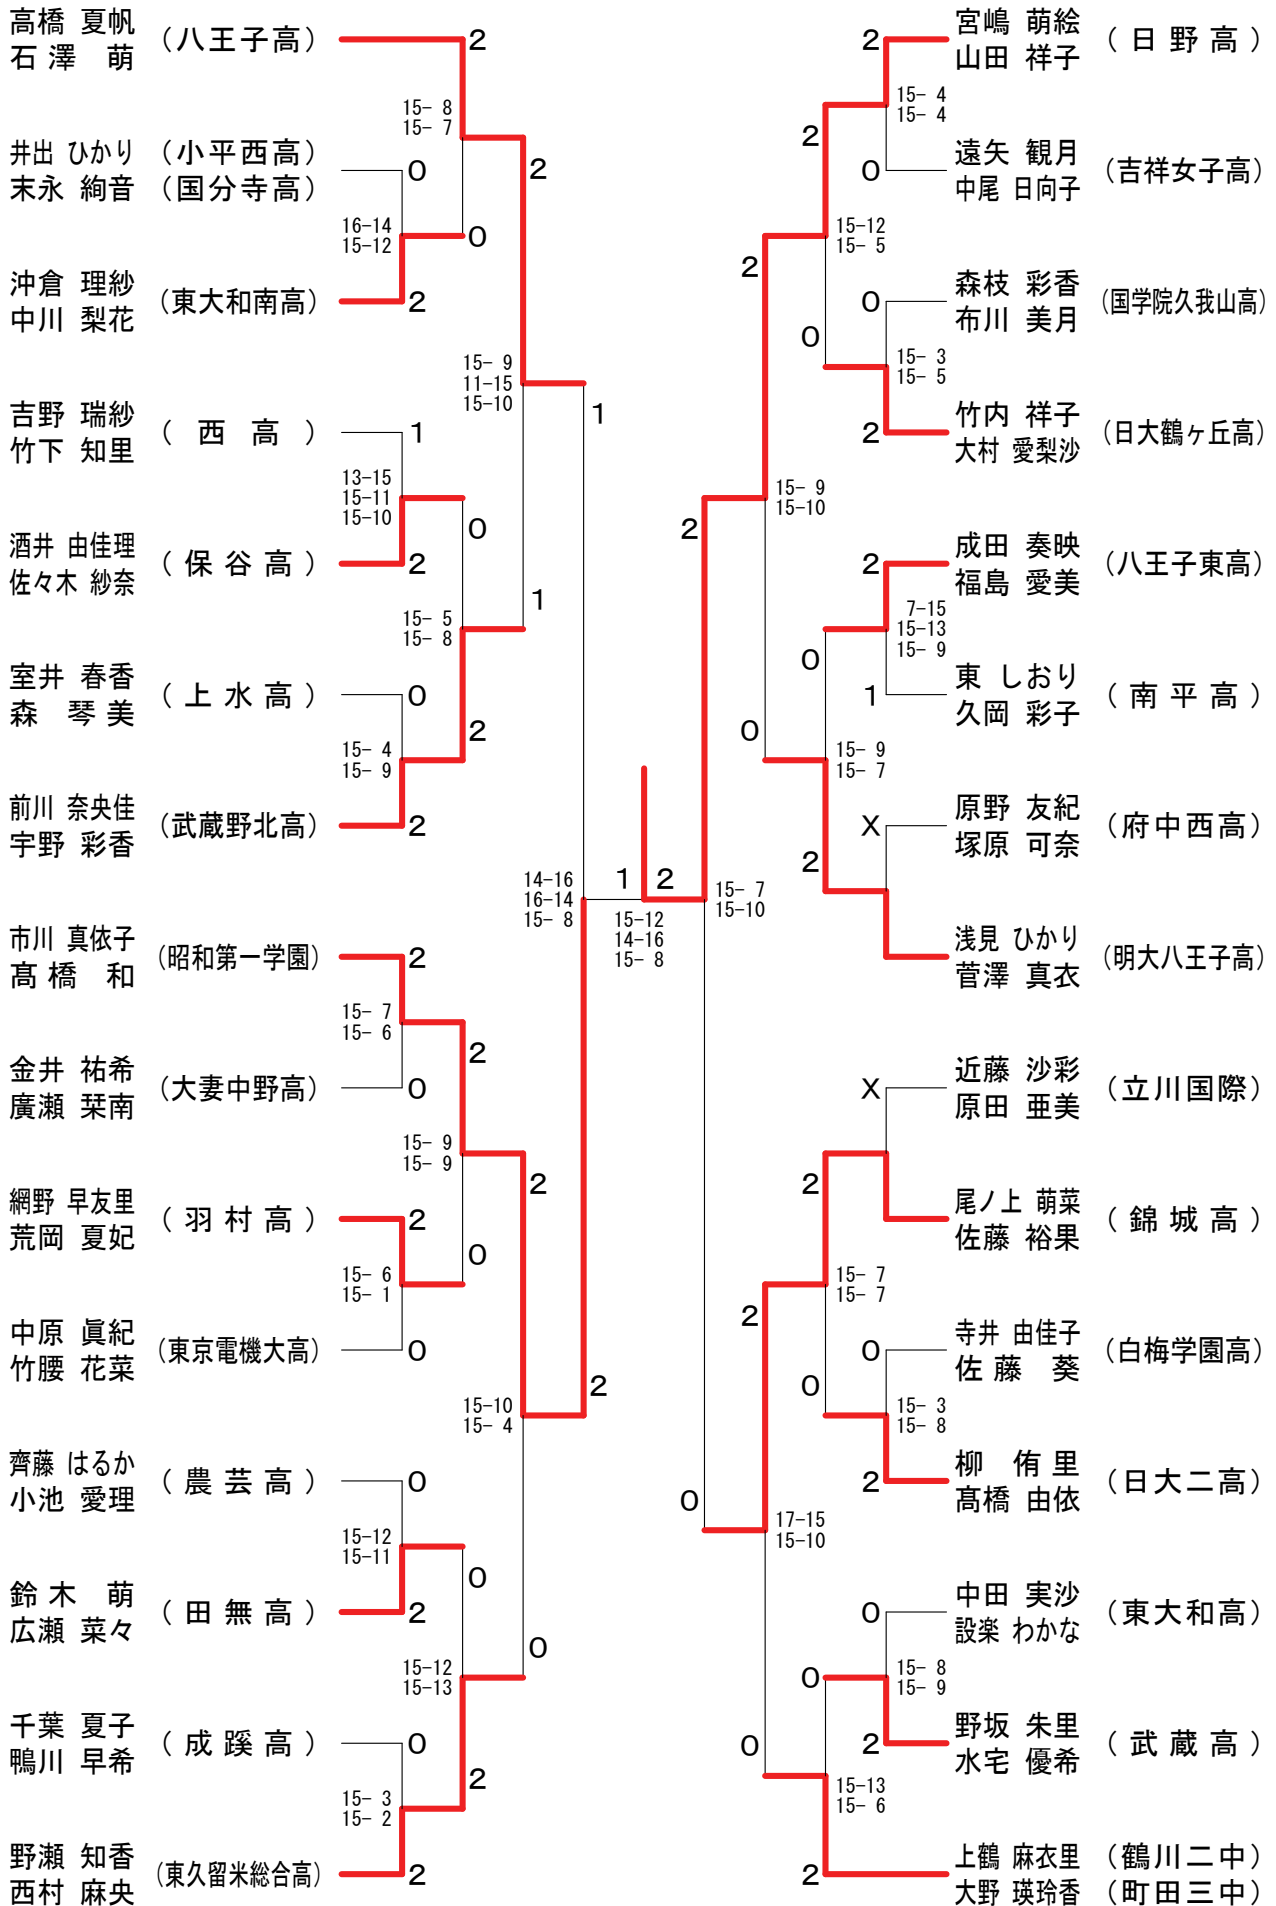 高橋 夏帆
石澤 萌
(八王子高)
2
15- 8
15- 7
井出 ひかり (小平西高)
末永 絢音 (国分寺高)
0
2
16-14
15-12
0
沖倉 理紗
中川 梨花
(東大和南高)
2
15- 9
11-15
15-10
1
吉野 瑞紗
竹下 知里
(西高)
1
13-15
15-11
15-10
0
酒井 由佳理
佐々木 紗奈
(保谷高)
2
1
15- 5
15- 8
室井 春香
森 琴美
(上水高)
0
2
15- 4
15- 9
前川 奈央佳
宇野 彩香
(武蔵野北高)
2
14-16
16-14
15- 8
1
2
15-12
14-16
15- 8
市川 真依子
髙橋 和
(昭和第一学園)
2
15- 7
15- 6
2
金井 祐希
廣瀬 栞南
(大妻中野高)
0
15- 9
15- 9
2
網野 早友里
荒岡 夏妃
(羽村高)
2
0
15- 6
15- 1
中原 眞紀
竹腰 花菜
(東京電機大高)
0
2
15-10
15- 4
齊藤 はるか
小池 愛理
(農芸高)
0
15-12
15-11
0
鈴木 萌
広瀬 菜々
(田無高)
2
0
15-12
15-13
千葉 夏子
鴨川 早希
(成蹊高)
0
2
15- 3
15- 2
野瀬 知香
西村 麻央
(東久留米総合高)
2
2
宮嶋 萌絵
山田 祥子
(日野高)
15- 4
15- 4
2
0
遠矢 観月
中尾 日向子
(吉祥女子高)
15-12
15- 5
2
0
森枝 彩香
布川 美月
(国学院久我山高)
0
15- 3
15- 5
2
竹内 祥子
大村 愛梨沙
(日大鶴ヶ丘高)
15- 9
15-10
2
2
成田 奏映
福島 愛美
(八王子東高)
7-15
15-13
15- 9
0
1
東 しおり
久岡 彩子
(南平高)
0
15- 9
15- 7
X
原野 友紀
塚原 可奈
(府中西高)
2
15- 7
15-10
浅見 ひかり
菅澤 真衣
(明大八王子高)
X
近藤 沙彩
原田 亜美
(立川国際)
2
尾ノ上 萌菜
佐藤 裕果
(錦城高)
15- 7
15- 7
2
0
寺井 由佳子
佐藤 葵
(白梅学園高)
0
15- 3
15- 8
2
柳 侑里
髙橋 由依
(日大二高)
0
17-15
15-10
0
中田 実沙
設楽 わかな
(東大和高)
15- 8
15- 9
0
2
野坂 朱里
水宅 優希
(武蔵高)
0
15-13
15- 6
2
上鶴 麻衣里 (鶴川二中)
大野 瑛玲香 (町田三中)